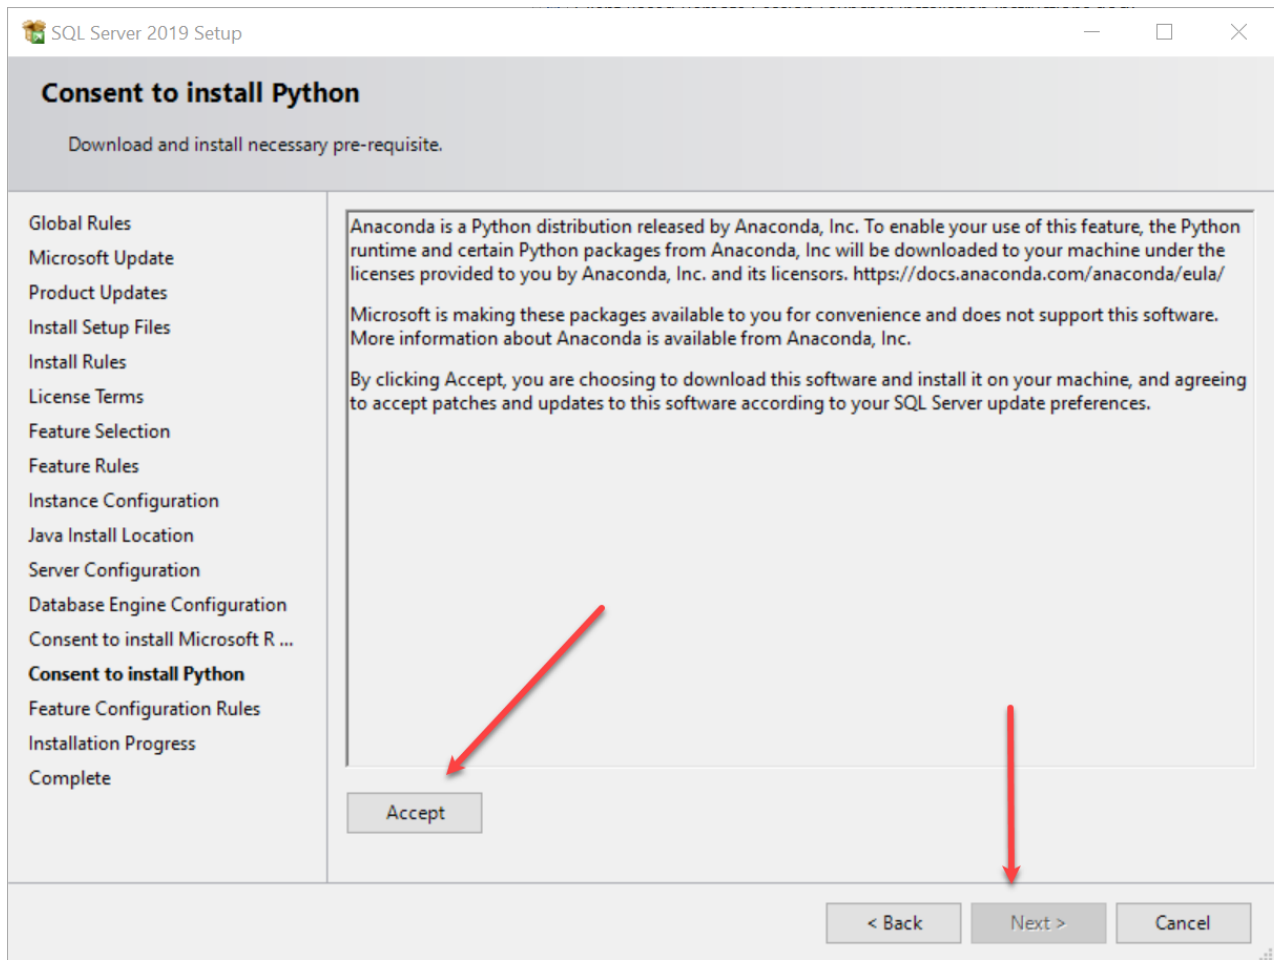 SQL Server 2019 Setup
Consent to install Python
Download and install necessary pre-requisite.
Global Rules
Microsoft Update
Product Updates
Install Setup Files
Install Rules
License Terms
Feature Selection
Feature Rules
Instance Configuration
Java Install Location
Server Configuration
Database Engine Configuration
Consent to install Microsoft R ...
Consent to install Python
Feature Configuration Rules
Installation Progress
Complete
Anaconda is a Python distribution released by Anaconda, Inc. To enable your use of this feature, the Python
runtime and certain Python packages from Anaconda, Inc will be downloaded to your machine under the
licenses provided to you by Anaconda, Inc. and its licensors. https://docs.anaconda.com/anaconda/eula/
Microsoft is making these packages available to you for convenience and does not support this software.
More information about Anaconda is available from Anaconda, Inc.
By clicking Accept, you are choosing to download this software and install it on your machine, and agreeing
to accept patches and updates to this software according to your SQL Server update preferences.
Accept
< Back
Next >
Cancel